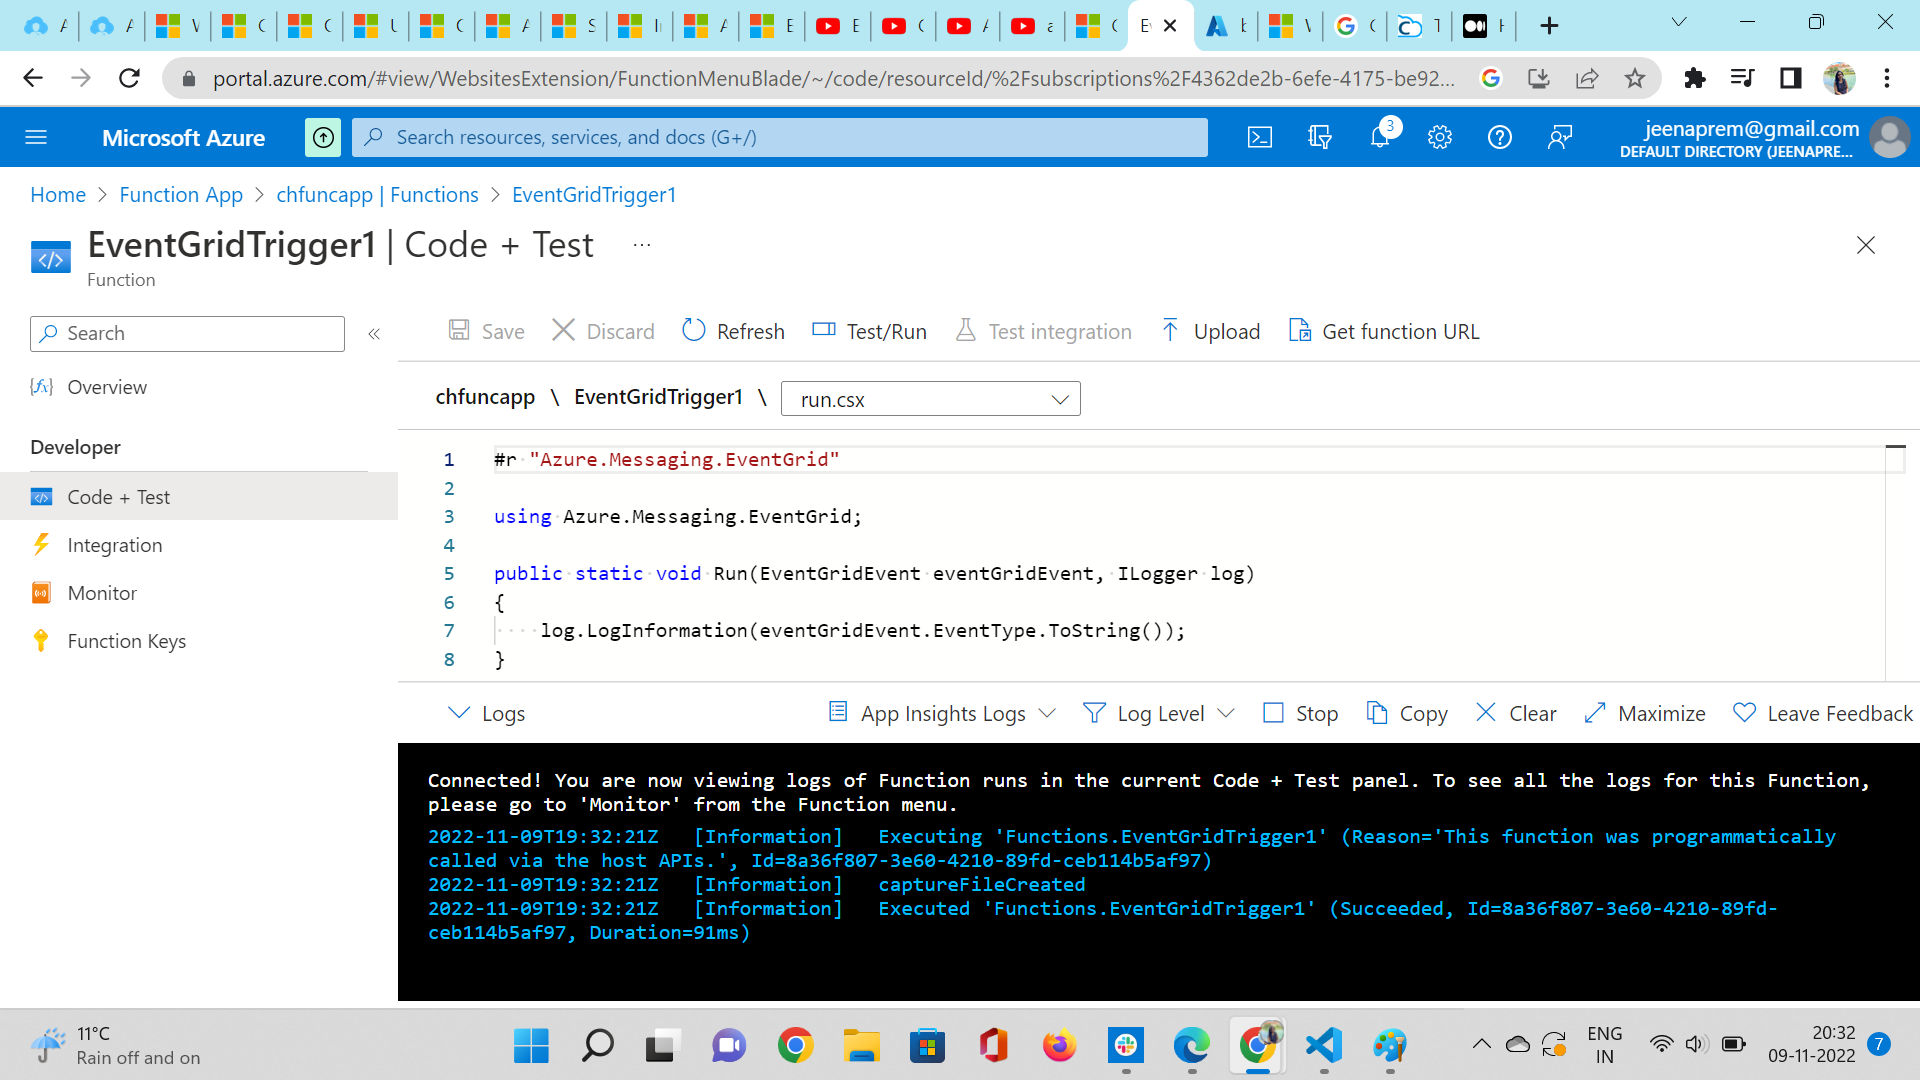 portal.azure.com/#view/WebsitesExtension/FunctionMenuBlade/~/code/resourceId/%2Fsubscriptions%2F4362de2b-6efe-4175-be92...
Microsoft Azure
Search resources, services, and docs (G+/)
3
jeenaprem@gmail.com
DEFAULT DIRECTORY (JEENAPRE...
Home > Function App > chfuncapp | Functions > EventGridTrigger1
EventGridTrigger1 | Code + Test ...
Function
Search
Overview
Developer
Code + Test
Integration
Monitor
Function Keys
Save Discard Refresh Test/Run Test integration Upload Get function URL
chfuncapp \ EventGridTrigger1 \ run.csx
1 #r "Azure.Messaging.EventGrid"
2
3 using Azure.Messaging.EventGrid;
4
5 public static void Run(EventGridEvent eventGridEvent, ILogger log)
6 {
7 log.LogInformation(eventGridEvent.EventType.ToString());
8 }
Logs App Insights Logs Log Level Stop Copy Clear Maximize Leave Feedback
Connected! You are now viewing logs of Function runs in the current Code + Test panel. To see all the logs for this Function,
please go to 'Monitor' from the Function menu.
2022-11-09T19:32:21Z [Information] Executing 'Functions.EventGridTrigger1' (Reason='This function was programmatically
called via the host APIs.', Id=8a36f807-3e60-4210-89fd-ceb114b5af97)
2022-11-09T19:32:21Z [Information] captureFileCreated
2022-11-09T19:32:21Z [Information] Executed 'Functions.EventGridTrigger1' (Succeeded, Id=8a36f807-3e60-4210-89fd-
ceb114b5af97, Duration=91ms)
11°C
Rain off and on
ENG
IN
20:32
09-11-2022
7